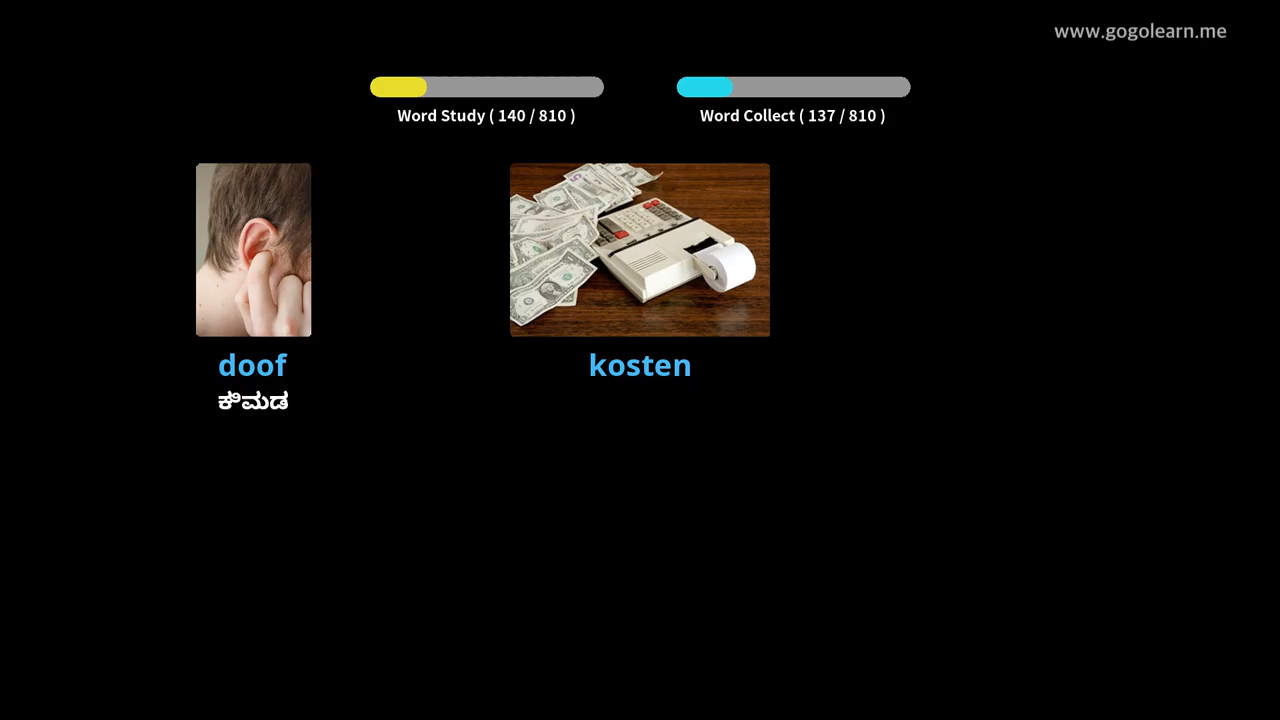 www.gogolearn.me
Word Study ( 140 / 810 )
Word Collect ( 137 / 810 )
doof
ಕಿವುಡ
kosten